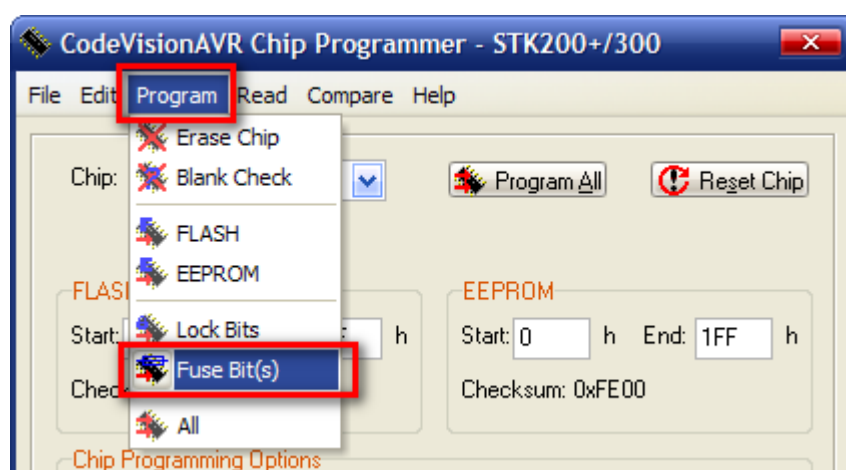 CodeVisionAVR Chip Programmer - STK200+/300
File Edit Program Read Compare Help
Erase Chip
Chip: Blank Check Program All Reset Chip
FLASH
EEPROM
EEPROM
Start: Lock Bits h Start: 0 h End: 1FF h
Fuse Bit(s)
Checksum: 0xFE00
All
Chip Programming Options